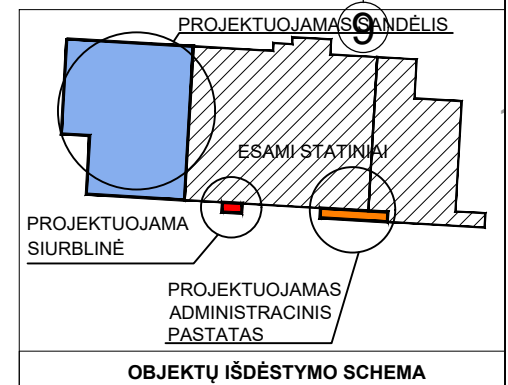 PROJEKTUOJAMAS SANDĖLIS
9
ESAMI STATINIAI
PROJEKTUOJAMA
SIURBLINĖ
PROJEKTUOJAMAS
ADMINISTRACINIS
PASTATAS
OBJEKTŲ IŠDĖSTYMO SCHEMA